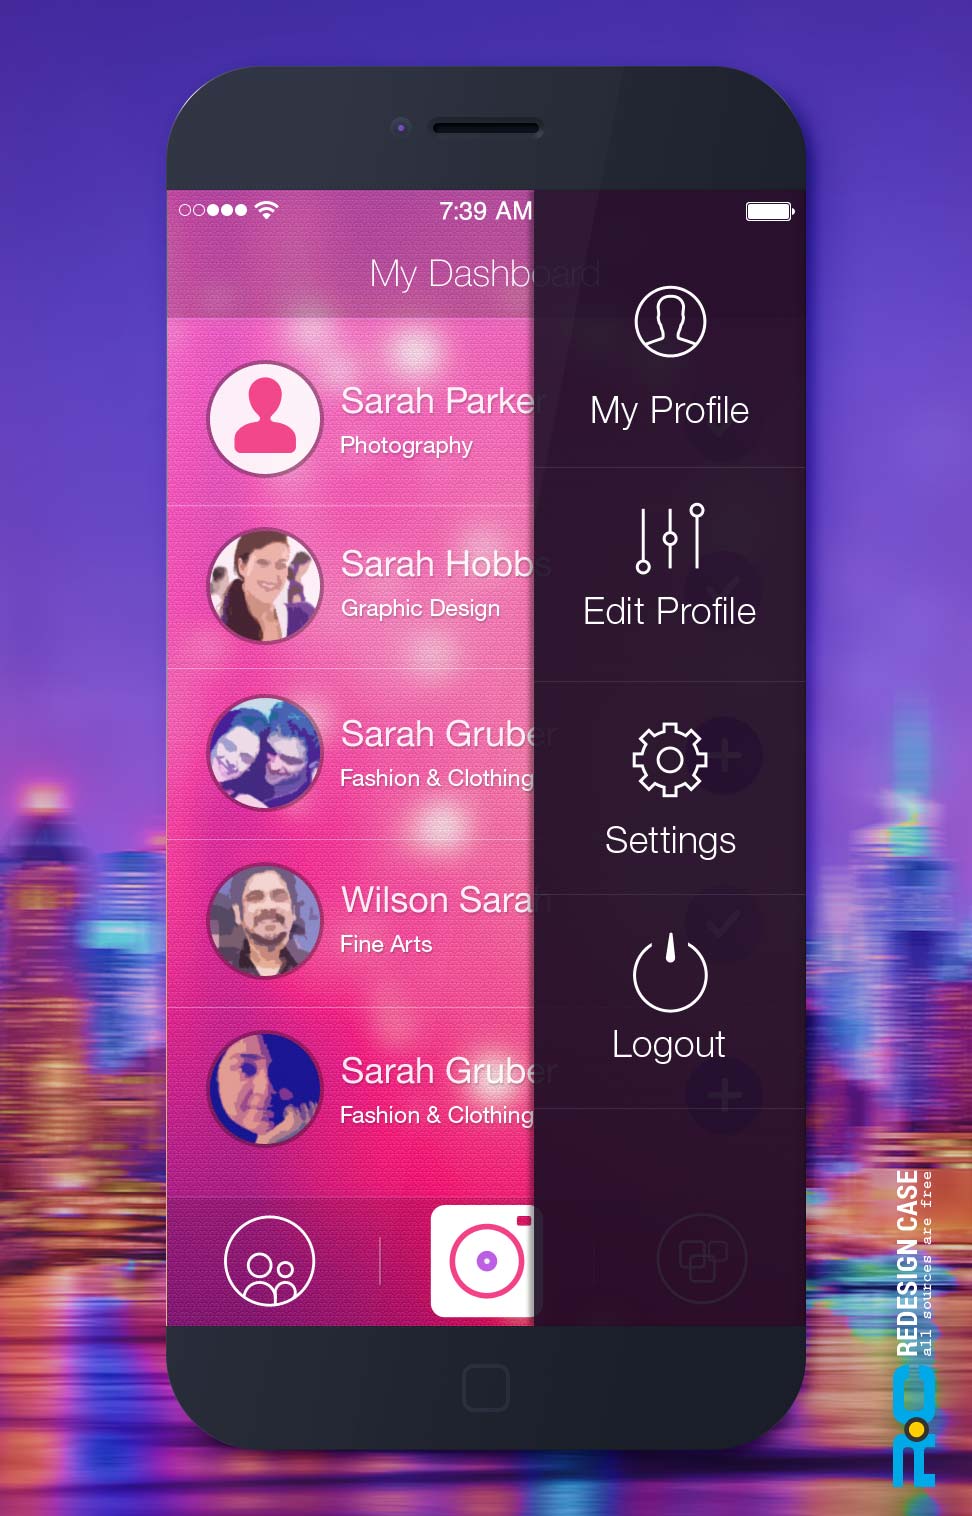 7:39 AM
My Dashboard
Sarah Parker
Photography
Sarah Hobbs
Graphic Design
Sarah Gruber
Fashion & Clothing
Wilson Sarah
Fine Arts
Sarah Gruber
Fashion & Clothing
My Profile
Edit Profile
Settings
Logout
REDESIGN CASE
all sources are free
RC